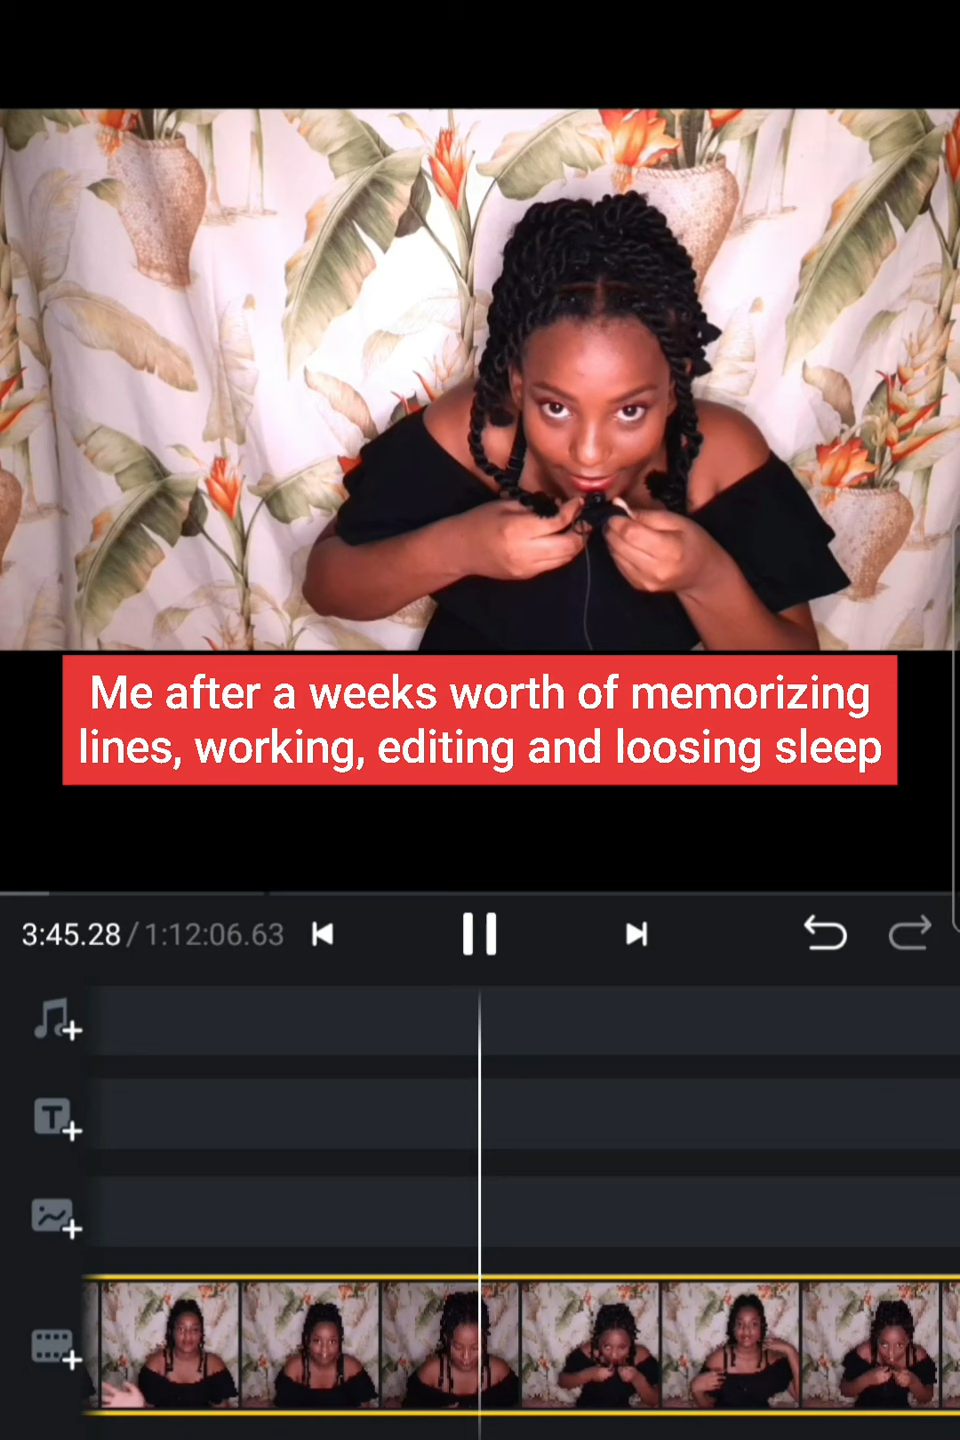 Me after a weeks worth of memorizing
lines, working, editing and loosing sleep
3:45.28 / 1:12:06.63
T